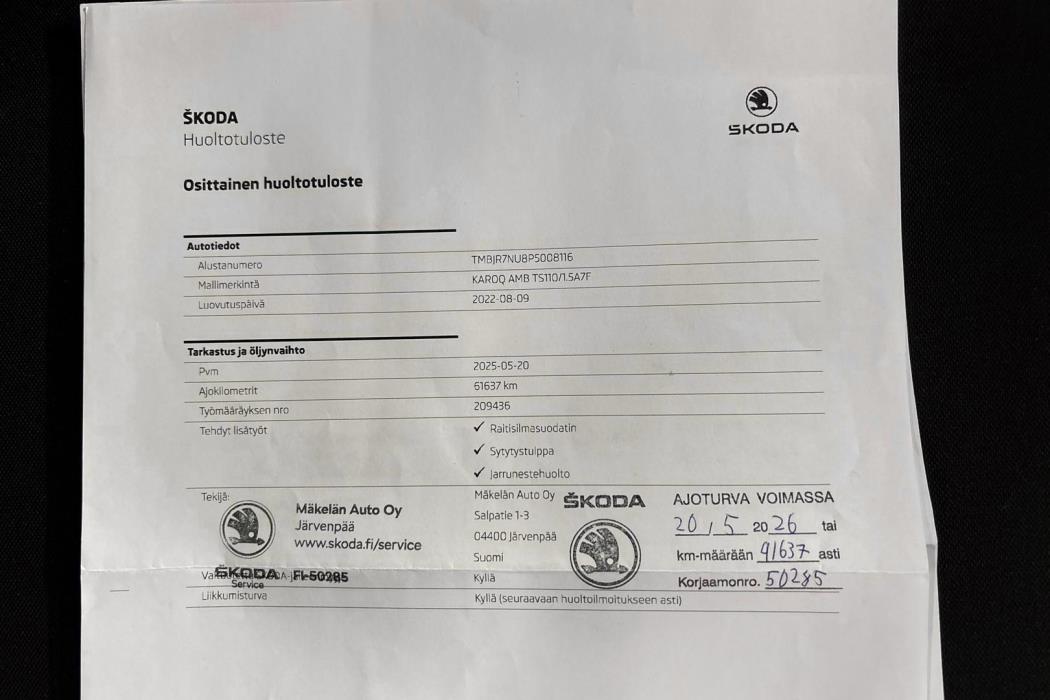 ŠKODA
Huoltotuloste
ŠKODA
Osittainen huoltotuloste
Autotiedot
Alustanumero TMBJR7NU8P5008116
Mallimerkintä KAROQ AMB TS110/1.5A7F
Luovutuspäivä 2022-08-09
Tarkastus ja öljynvaihto
Pvm 2025-05-20
Ajokilometrit 61637 km
Työmääräyksen nro 209436
Tehdyt lisätyöt ✓ Raitisilmasuodatin
✓ Sytytystulppa
✓ Jarrunestehuolto
Tekijä:
Mäkelän Auto Oy
Järvenpää
www.skoda.fi/service
ŠKODA FI-50285
Service
Mäkelän Auto Oy
Salpatie 1-3
04400 Järvenpää
Suomi
Kyllä
ŠKODA
AJOTURVA VOIMASSA
20 / 5 2026 tai
km-määrään 91637 asti
Korjaamonro. 50285
Liikkumisturva Kyllä (seuraavaan huoltoilmoitukseen asti)